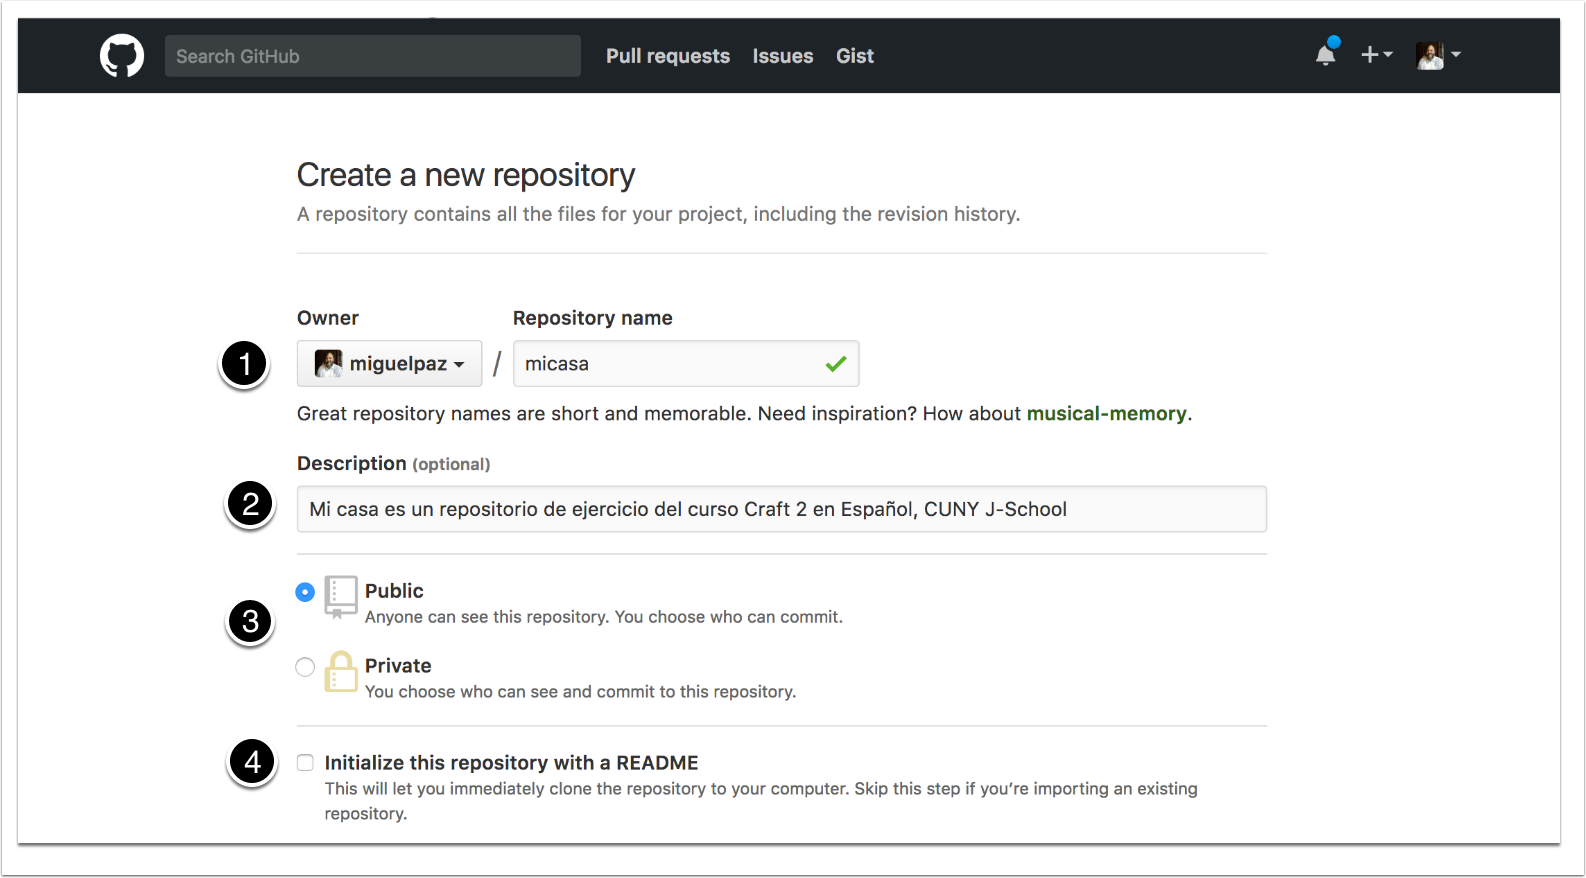 Search GitHub Pull requests Issues Gist
Create a new repository
A repository contains all the files for your project, including the revision history.
Owner Repository name
1 miguelpaz / micasa
Great repository names are short and memorable. Need inspiration? How about musical-memory.
Description (optional)
2 Mi casa es un repositorio de ejercicio del curso Craft 2 en Español, CUNY J-School
Public
Anyone can see this repository. You choose who can commit.
3
Private
You choose who can see and commit to this repository.
4 Initialize this repository with a README
This will let you immediately clone the repository to your computer. Skip this step if you’re importing an existing
repository.